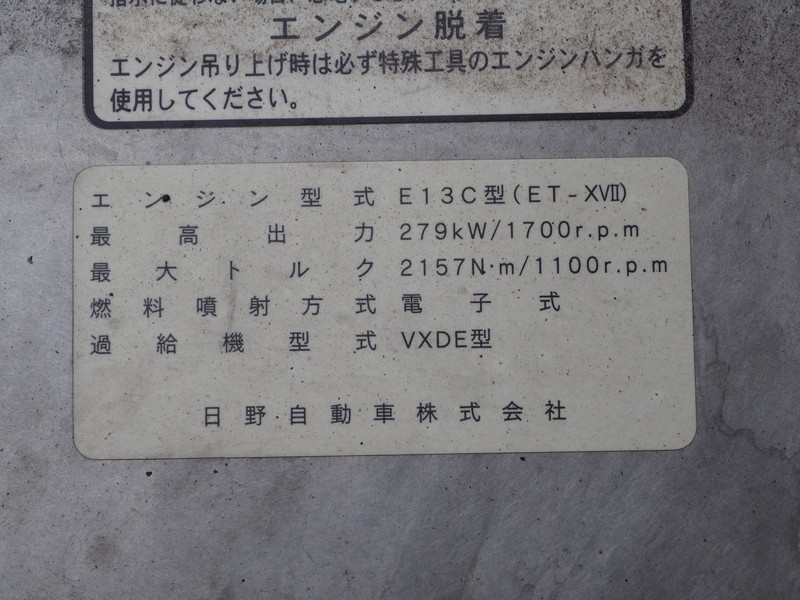 エンジン脱着
エンジン吊り上げ時は必ず特殊工具のエンジンハンガを
使用してください。
エンジン型式 E13C型(ET-XVII)
最高出力 279kW/1700r.p.m
最大トルク 2157N·m/1100r.p.m
燃料噴射方式 電子式
過給機型式 VXDE型
日野自動車株式会社